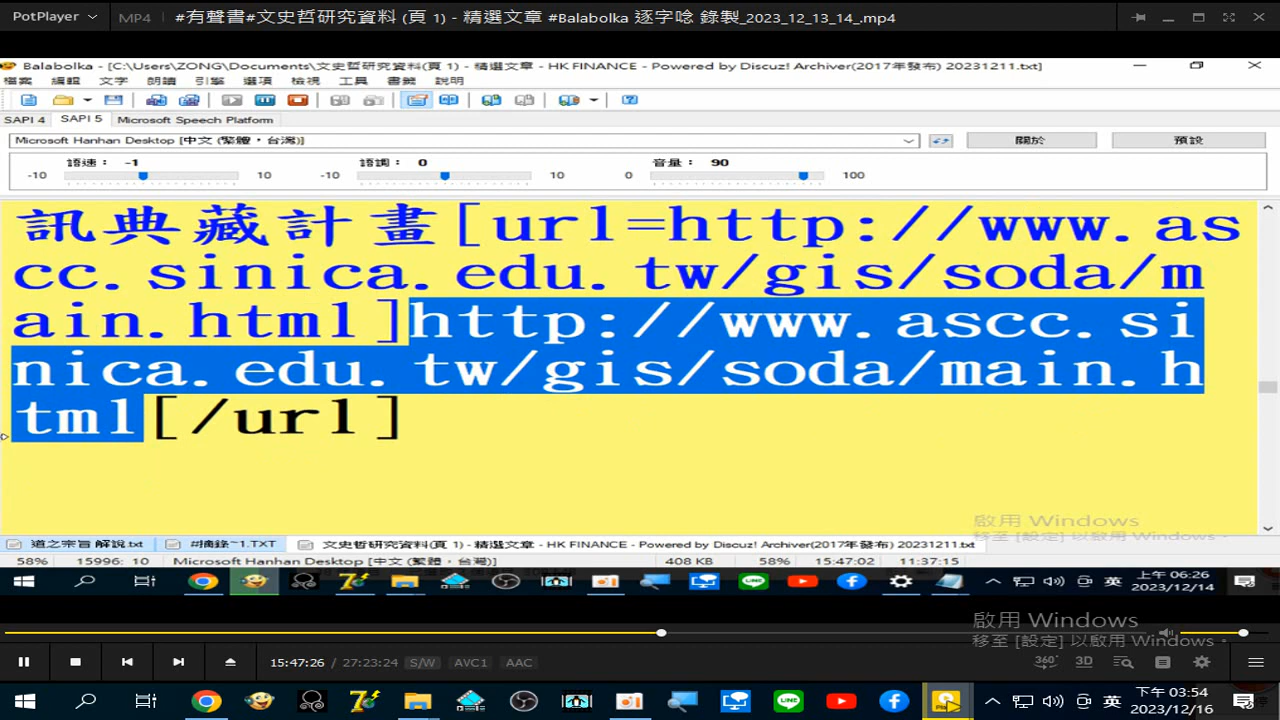 PotPlayer MP4 #有聲書#文史哲研究資料 (頁 1) - 精選文章 #Balabolka 逐字唸 錄製_2023_12_13_14_.mp4
Balabolka - [C:\Users\ZONG\Documents\文史哲研究資料(頁 1) - 精選文章 - HK FINANCE - Powered by Discuz! Archiver(2017年發布) 20231211.txt]
檔案 編輯 文字 朗讀 引擎 選項 檢視 工具 書籤 說明
SAPI 4 SAPI 5 Microsoft Speech Platform
Microsoft Hanhan Desktop [中文 (繁體，台灣)] 關於 預設
語速： -1 語調： 0 音量： 90
-10 10 -10 10 0 100
訊典藏計畫[url=http://www.as
cc.sinica.edu.tw/gis/soda/m
ain.html]http://www.ascc.si
nica.edu.tw/gis/soda/main.h
tml[/url]
啟用 Windows
移至 [設定] 以啟用 Windows。
道之宗旨 解說.txt #摘錄~1.TXT 文史哲研究資料(頁 1) - 精選文章 - HK FINANCE - Powered by Discuz! Archiver(2017年發布) 20231211.txt
58% 15996: 10 Microsoft Hanhan Desktop [中文 (繁體，台灣)] 408 KB 58% 15:47:02 11:37:15
英 上午 06:26
2023/12/14
啟用 Windows
移至 [設定] 以啟用 Windows。
15:47:26 / 27:23:24 S/W AVC1 AAC 360° 3D
英 下午 03:54
2023/12/16